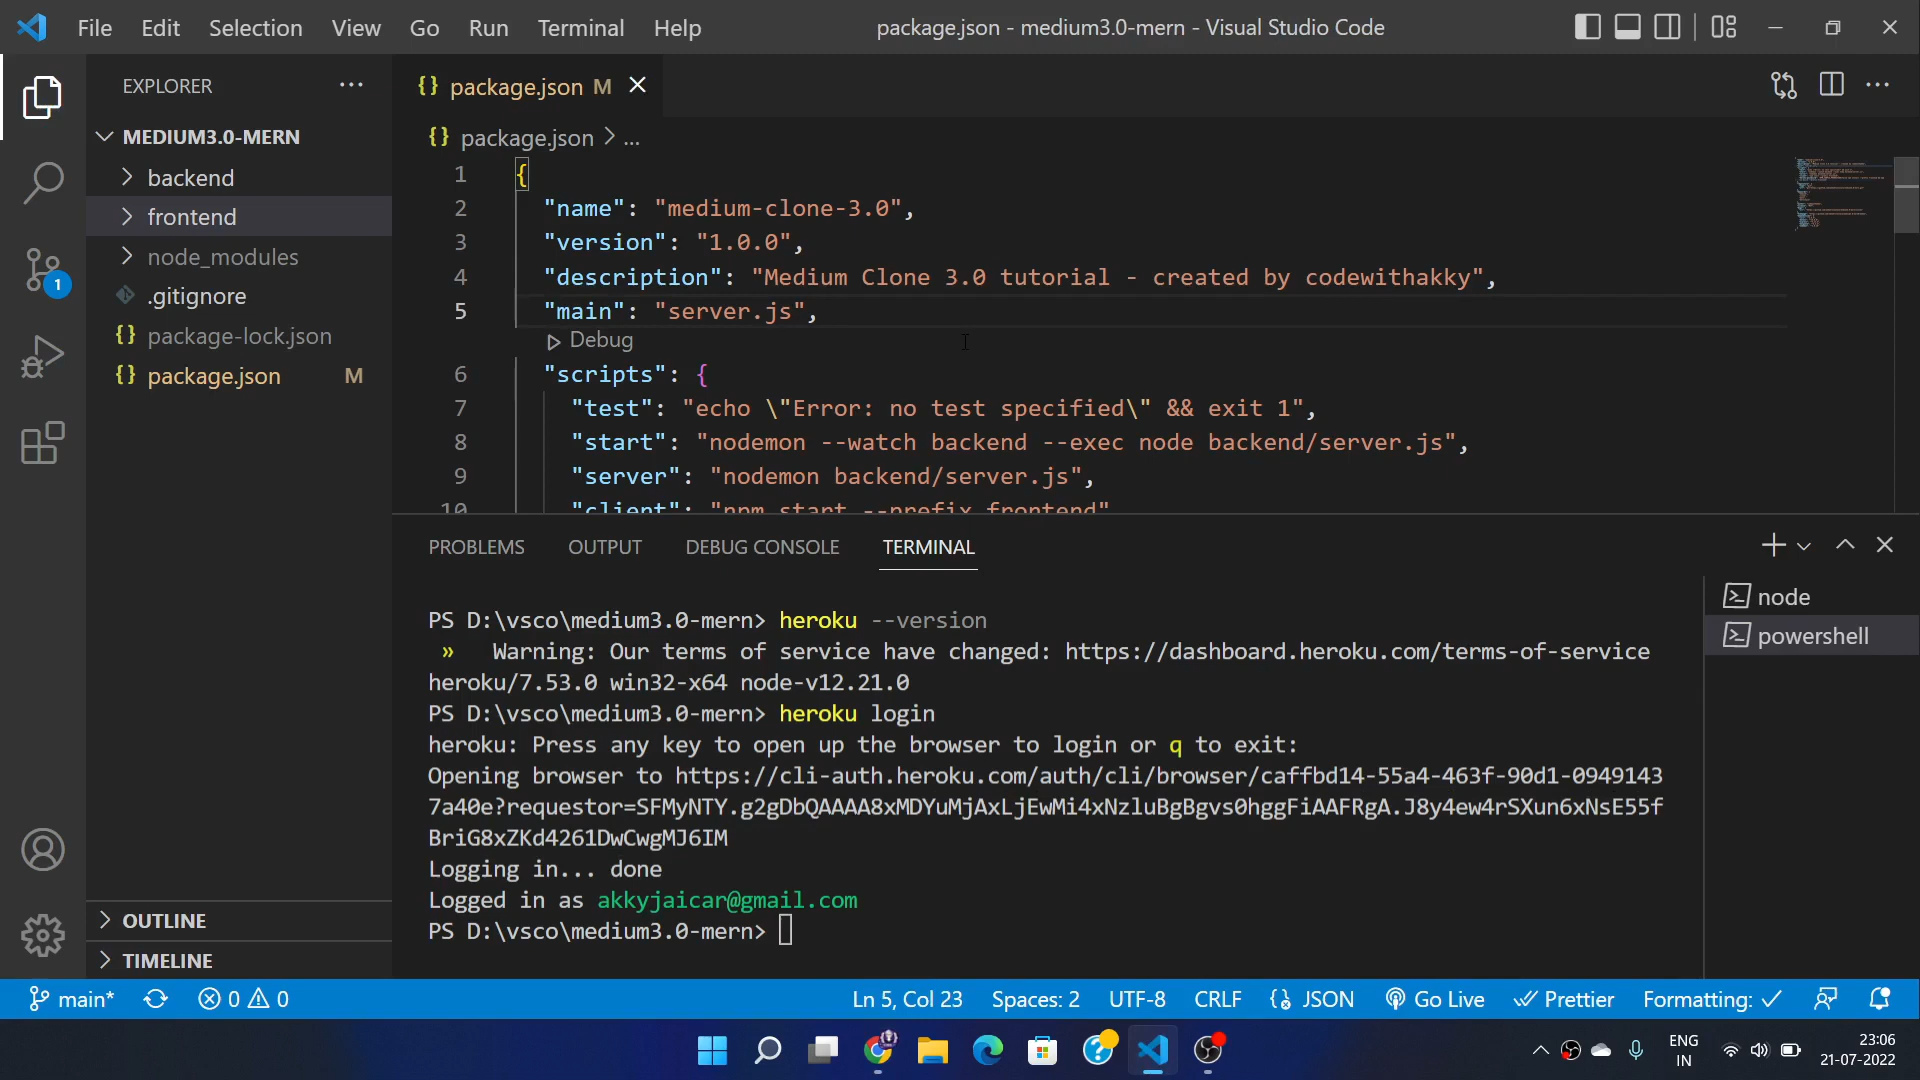 File Edit Selection View Go Run Terminal Help package.json - medium3.0-mern - Visual Studio Code
EXPLORER
MEDIUM3.0-MERN
backend
frontend
node_modules
.gitignore
package-lock.json
package.json M
OUTLINE
TIMELINE
1
{} package.json M
{} package.json > ...
1 {
2 "name": "medium-clone-3.0",
3 "version": "1.0.0",
4 "description": "Medium Clone 3.0 tutorial - created by codewithakky",
5 "main": "server.js",
Debug
6 "scripts": {
7 "test": "echo \"Error: no test specified\" && exit 1",
8 "start": "nodemon --watch backend --exec node backend/server.js",
9 "server": "nodemon backend/server.js",
10 "client": "npm start --prefix frontend"
PROBLEMS OUTPUT DEBUG CONSOLE TERMINAL
node
powershell
PS D:\vsco\medium3.0-mern> heroku --version
» Warning: Our terms of service have changed: https://dashboard.heroku.com/terms-of-service
heroku/7.53.0 win32-x64 node-v12.21.0
PS D:\vsco\medium3.0-mern> heroku login
heroku: Press any key to open up the browser to login or q to exit:
Opening browser to https://cli-auth.heroku.com/auth/cli/browser/caffbd14-55a4-463f-90d1-0949143
7a40e?requestor=SFMyNTY.g2gDbQAAAA8xMDYuMjAxLjEwMi4xNzluBgBgvs0hggFiAAFRgA.J8y4ew4rSXun6xNsE55f
BriG8xZKd4261DwCwgMJ6IM
Logging in... done
Logged in as akkyjaicar@gmail.com
PS D:\vsco\medium3.0-mern>
main* 0 0 Ln 5, Col 23 Spaces: 2 UTF-8 CRLF {} JSON Go Live Prettier Formatting: ✓
ENG
IN
23:06
21-07-2022